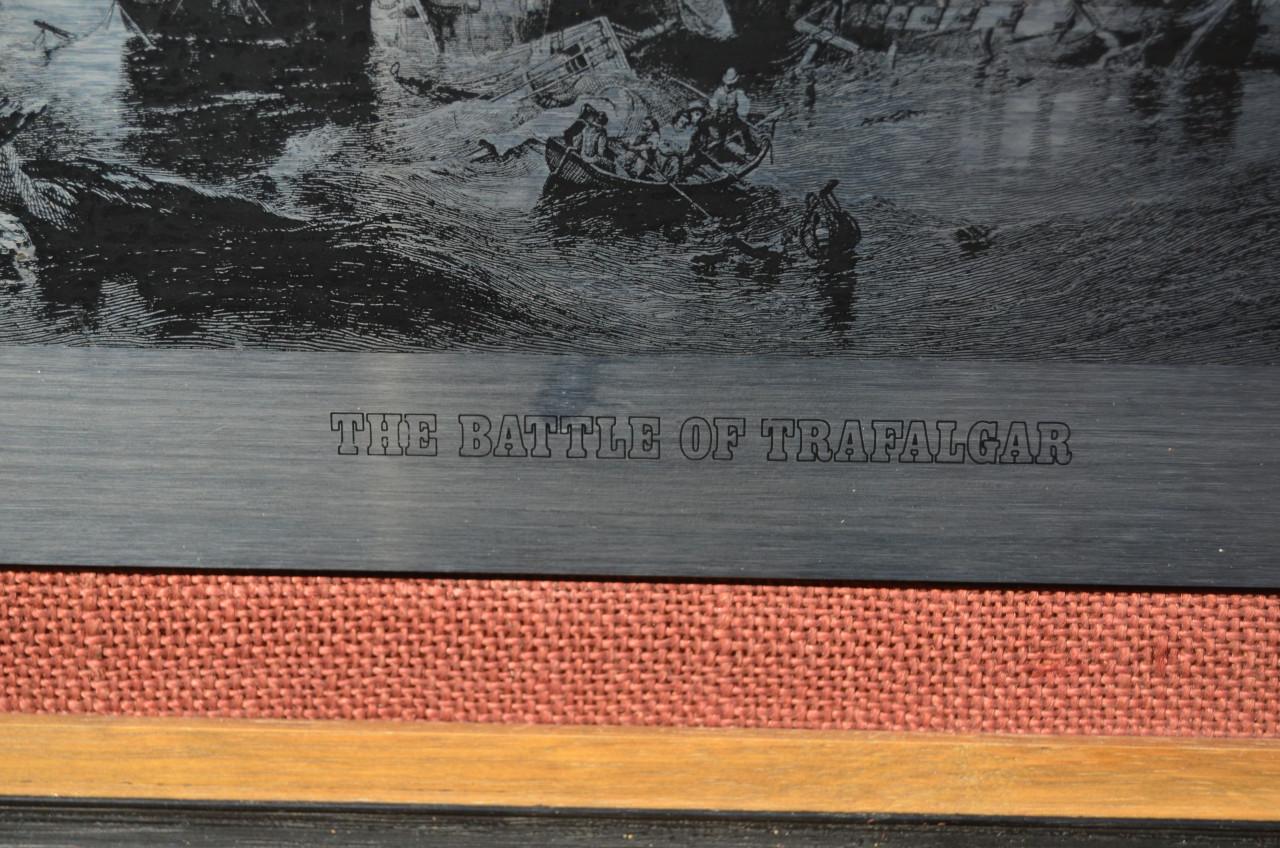 THE BATTLE OF TRAFALGAR